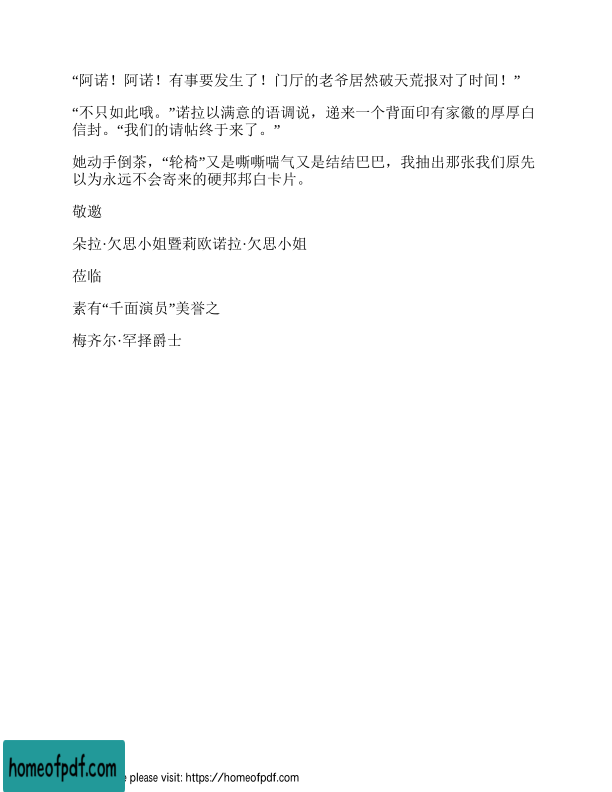 “阿诺！阿诺！有事要发生了！门厅的老爷居然破天荒报对了时间！”
“不只如此哦。”诺拉以满意的语调说，递来一个背面印有家徽的厚厚白
信封。“我们的请帖终于来了。”
她动手倒茶，“轮椅”又是嘶嘶喘气又是结结巴巴，我抽出那张我们原先
以为永远不会寄来的硬邦邦白卡片。
敬邀
朵拉·欠思小姐暨莉欧诺拉·欠思小姐
莅临
素有“千面演员”美誉之
梅齐尔·罕择爵士
homeofpdf.com
e please visit: https://homeofpdf.com